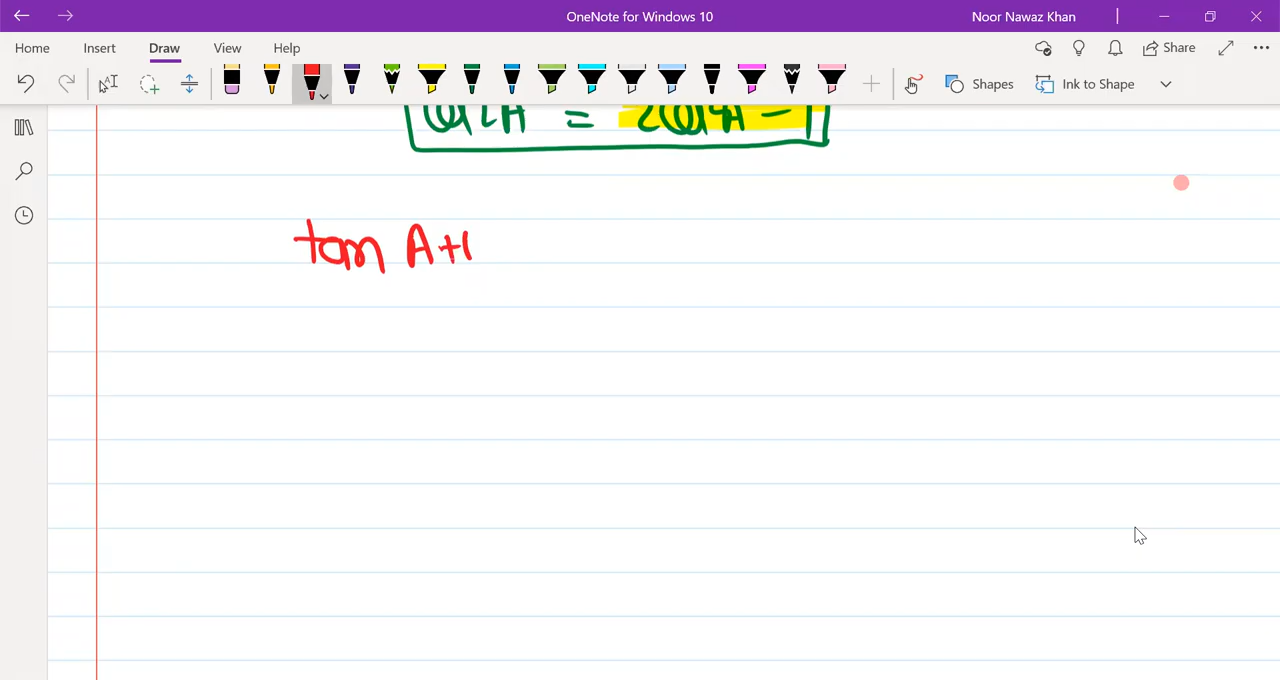 OneNote for Windows 10
Noor Nawaz Khan
Home Insert Draw View Help
Share
Shapes
Ink to Shape
= 2cos²A - 1
tan A+